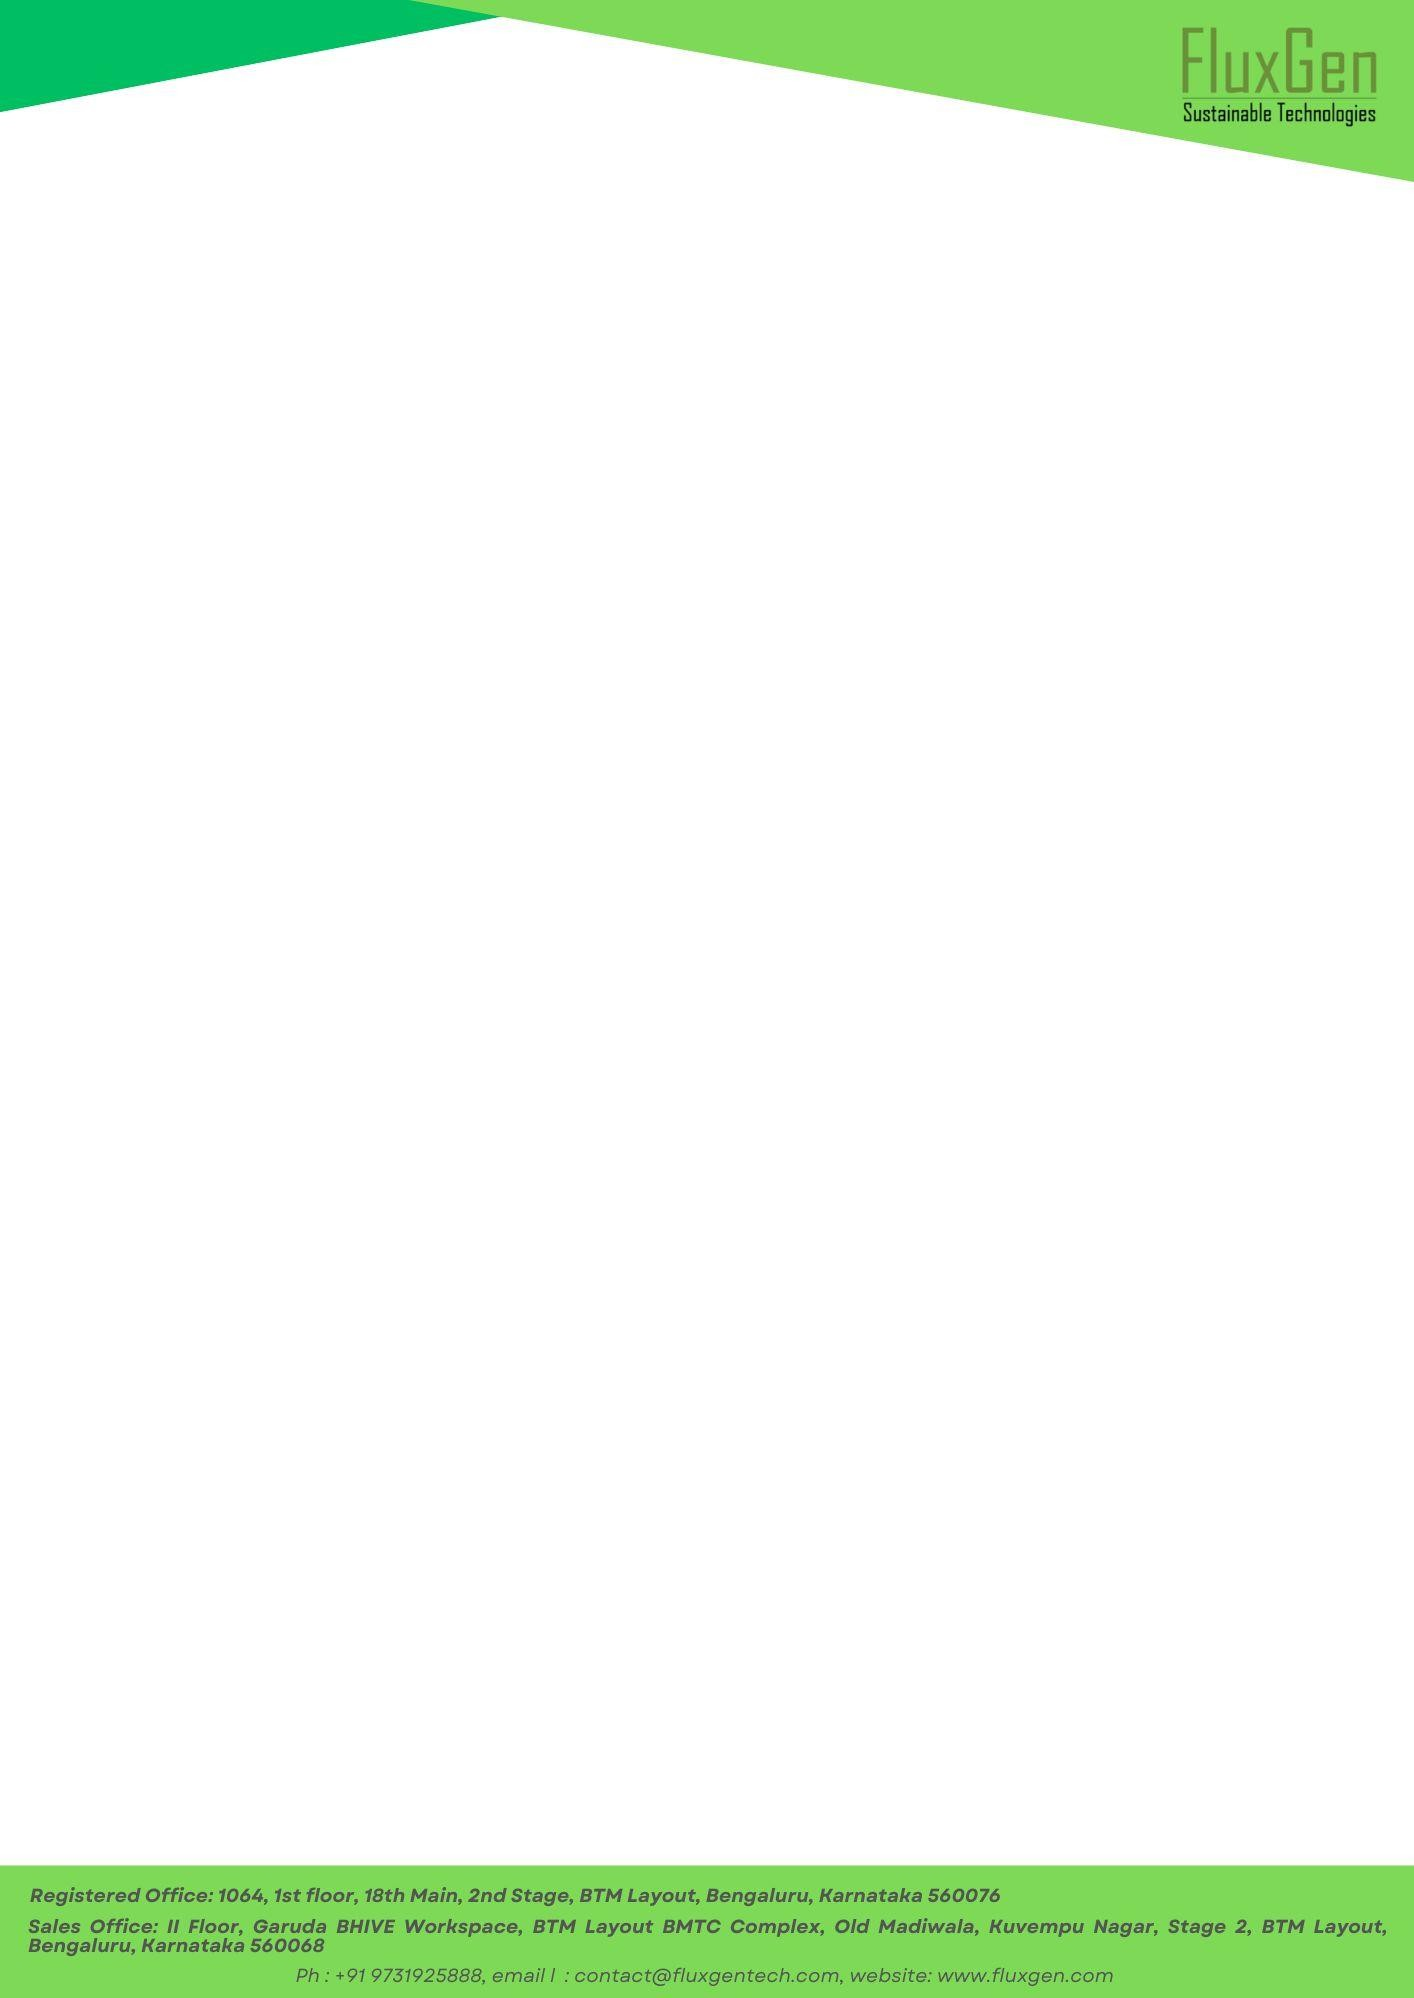 FluxGen
Sustainable Technologies
Registered Office: 1064, 1st floor, 18th Main, 2nd Stage, BTM Layout, Bengaluru, Karnataka 560076
Sales Office: II Floor, Garuda BHIVE Workspace, BTM Layout BMTC Complex, Old Madiwala, Kuvempu Nagar, Stage 2, BTM Layout,
Bengaluru, Karnataka 560068
Ph : +91 9731925888, email l : contact@fluxgentech.com, website: www.fluxgen.com